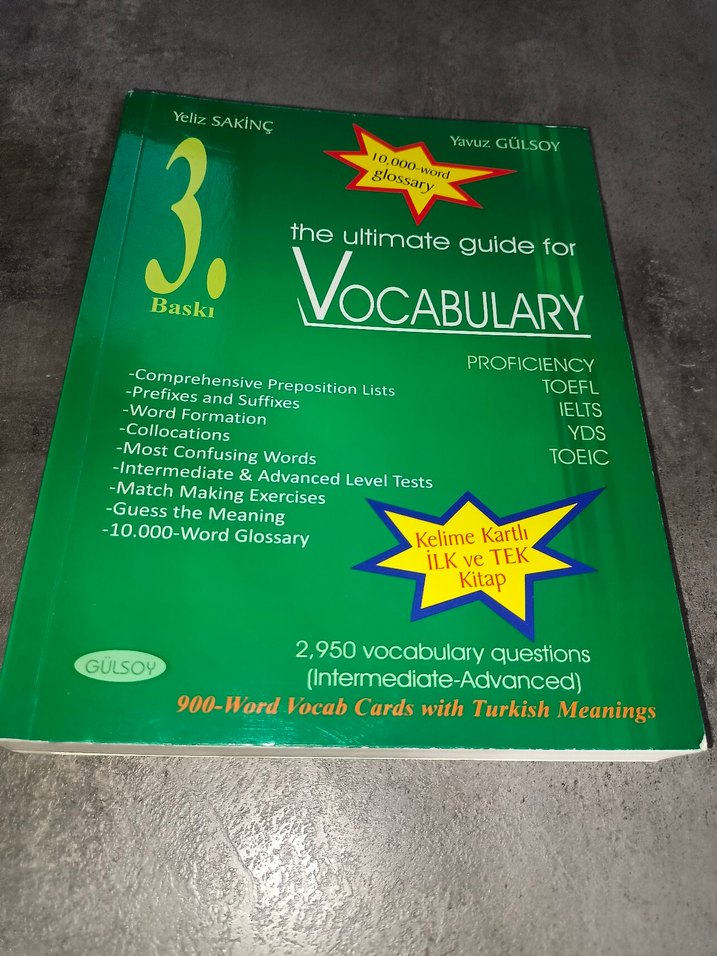 Yeliz SAKİNÇ
Yavuz GÜLSOY
10,000-word
glossary
3.
Baskı
the ultimate guide for
VOCABULARY
PROFICIENCY
TOEFL
IELTS
YDS
TOEIC
-Comprehensive Preposition Lists
-Prefixes and Suffixes
-Word Formation
-Collocations
-Most Confusing Words
-Intermediate & Advanced Level Tests
-Match Making Exercises
-Guess the Meaning
-10.000-Word Glossary
Kelime Kartlı
İLK ve TEK
Kitap
GÜLSOY
2,950 vocabulary questions
(Intermediate-Advanced)
900-Word Vocab Cards with Turkish Meanings